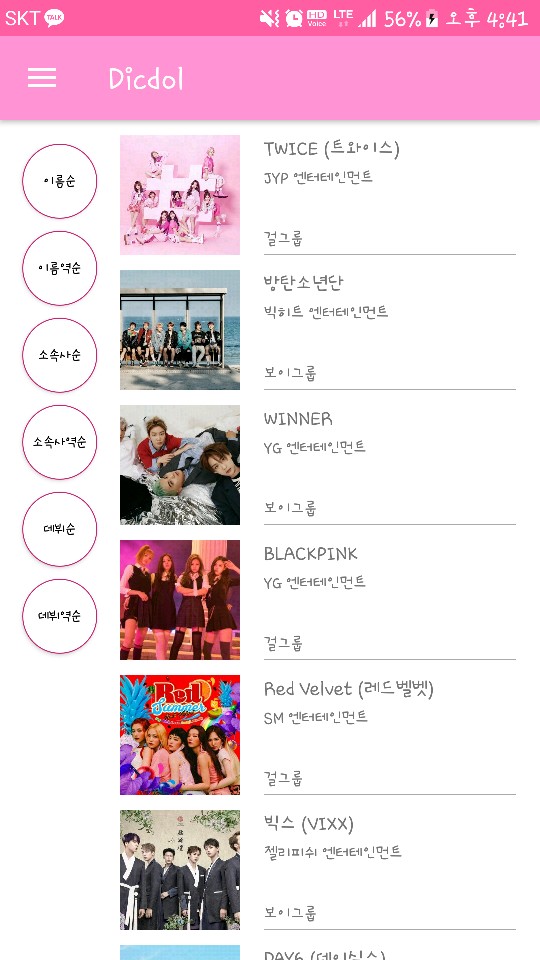 SKT TALK HD Voice LTE 56% 오후 4:41
Dicdol
이름순
이름역순
소속사순
소속사역순
데뷔순
데뷔역순
TWICE (트와이스)
JYP 엔터테인먼트
걸그룹
방탄소년단
빅히트 엔터테인먼트
보이그룹
WINNER
YG 엔터테인먼트
보이그룹
BLACKPINK
YG 엔터테인먼트
걸그룹
Red Summer
Red Velvet (레드벨벳)
SM 엔터테인먼트
걸그룹
빅스 (VIXX)
젤리피쉬 엔터테인먼트
보이그룹
DAY6 (데이식스)